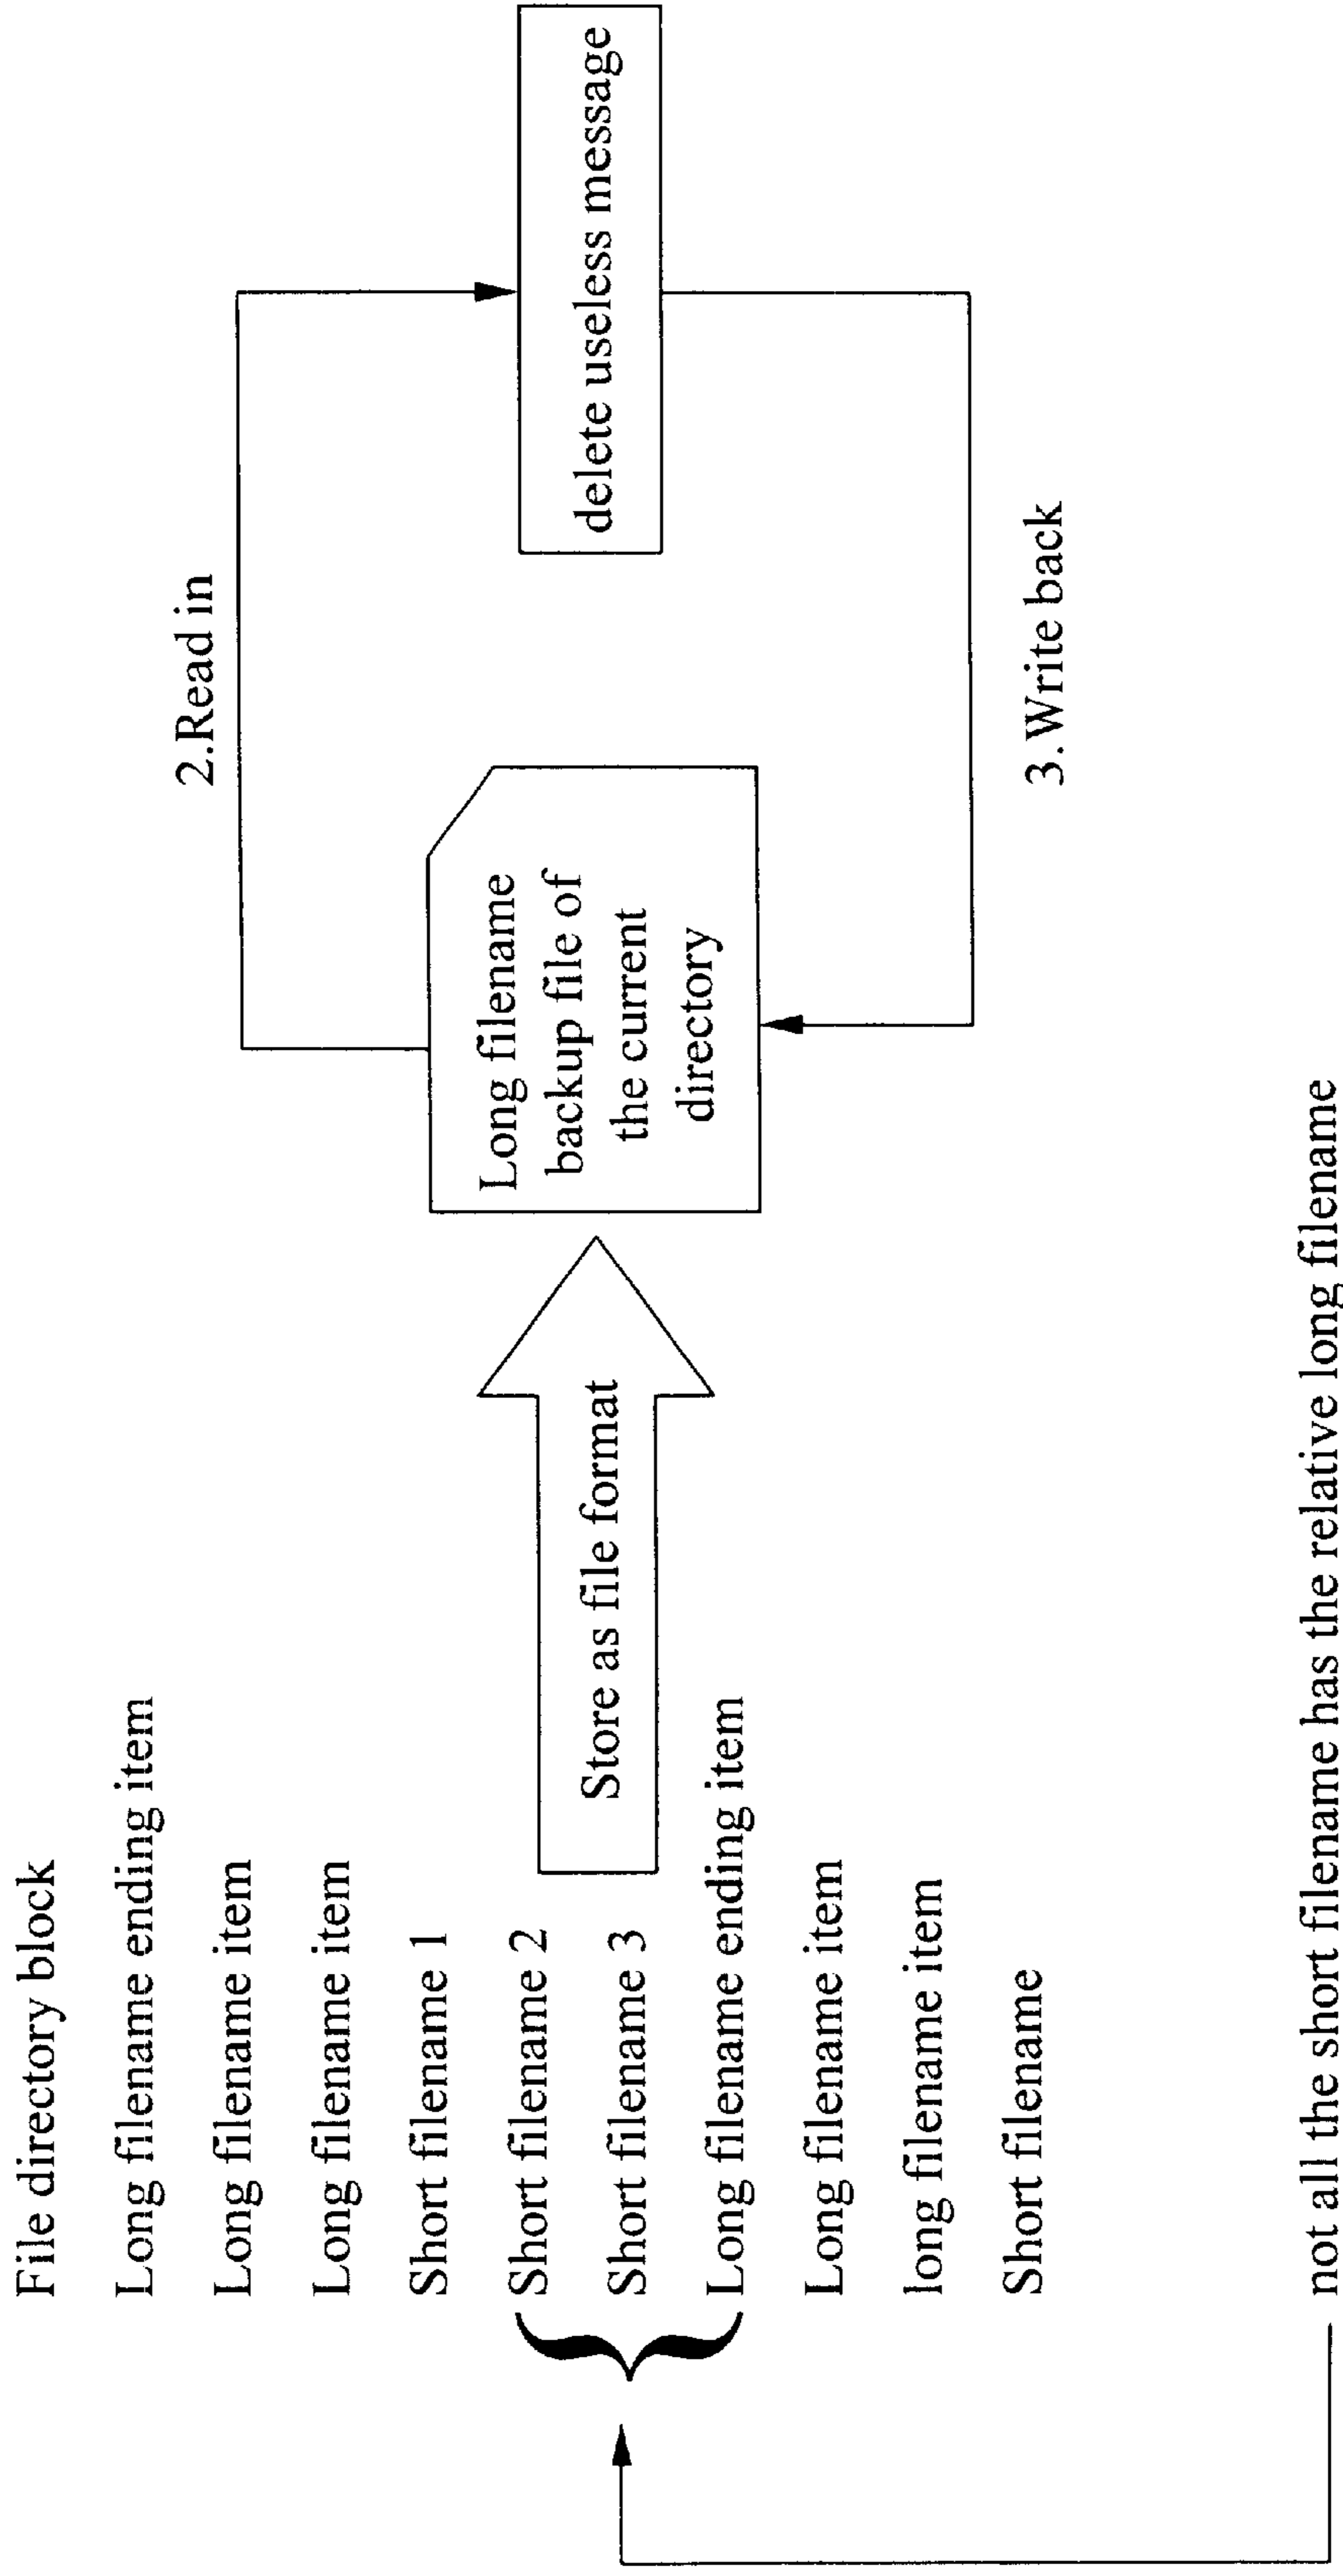 File directory block
Long filename ending item
Long filename item
Long filename item
Short filename 1
Short filename 2
Short filename 3
Long filename ending item
Long filename item
long filename item
Short filename
Store as file format
Long filename
backup file of
the current
directory
2.Read in
delete useless message
3.Write back
not all the short filename has the relative long filename